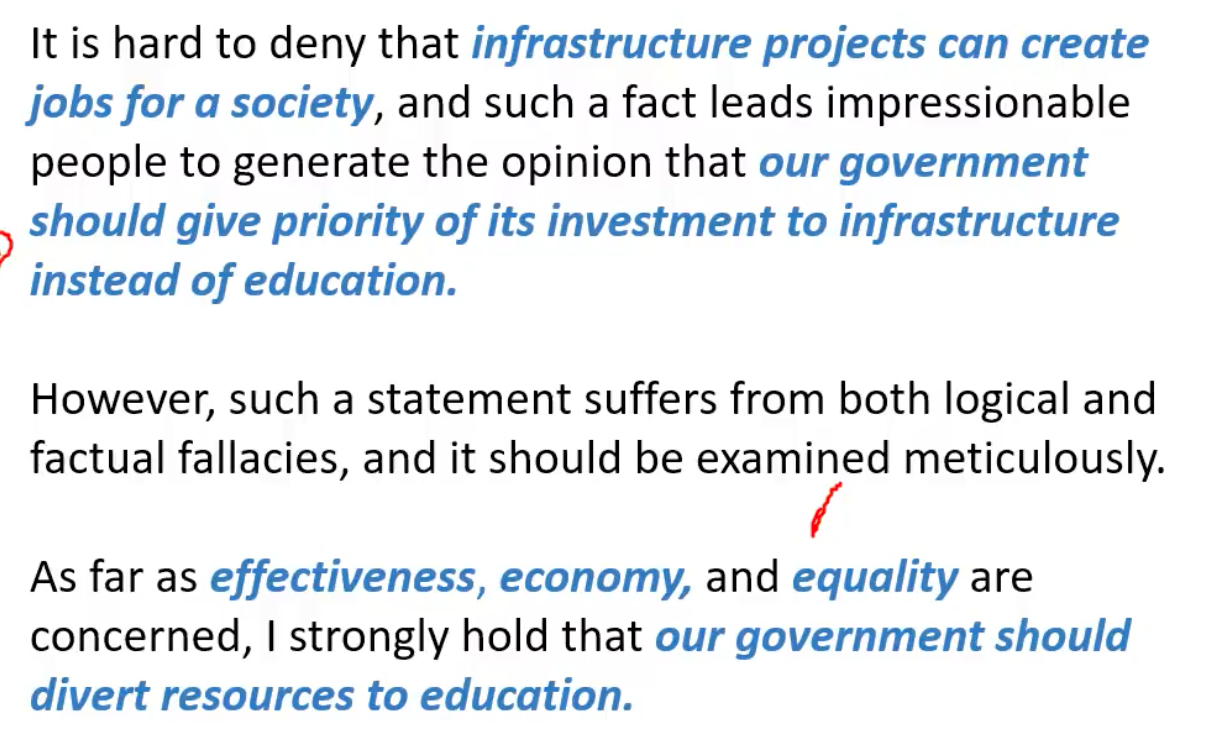 It is hard to deny that infrastructure projects can create
jobs for a society, and such a fact leads impressionable
people to generate the opinion that our government
should give priority of its investment to infrastructure
instead of education.
However, such a statement suffers from both logical and
factual fallacies, and it should be examined meticulously.
As far as effectiveness, economy, and equality are
concerned, I strongly hold that our government should
divert resources to education.